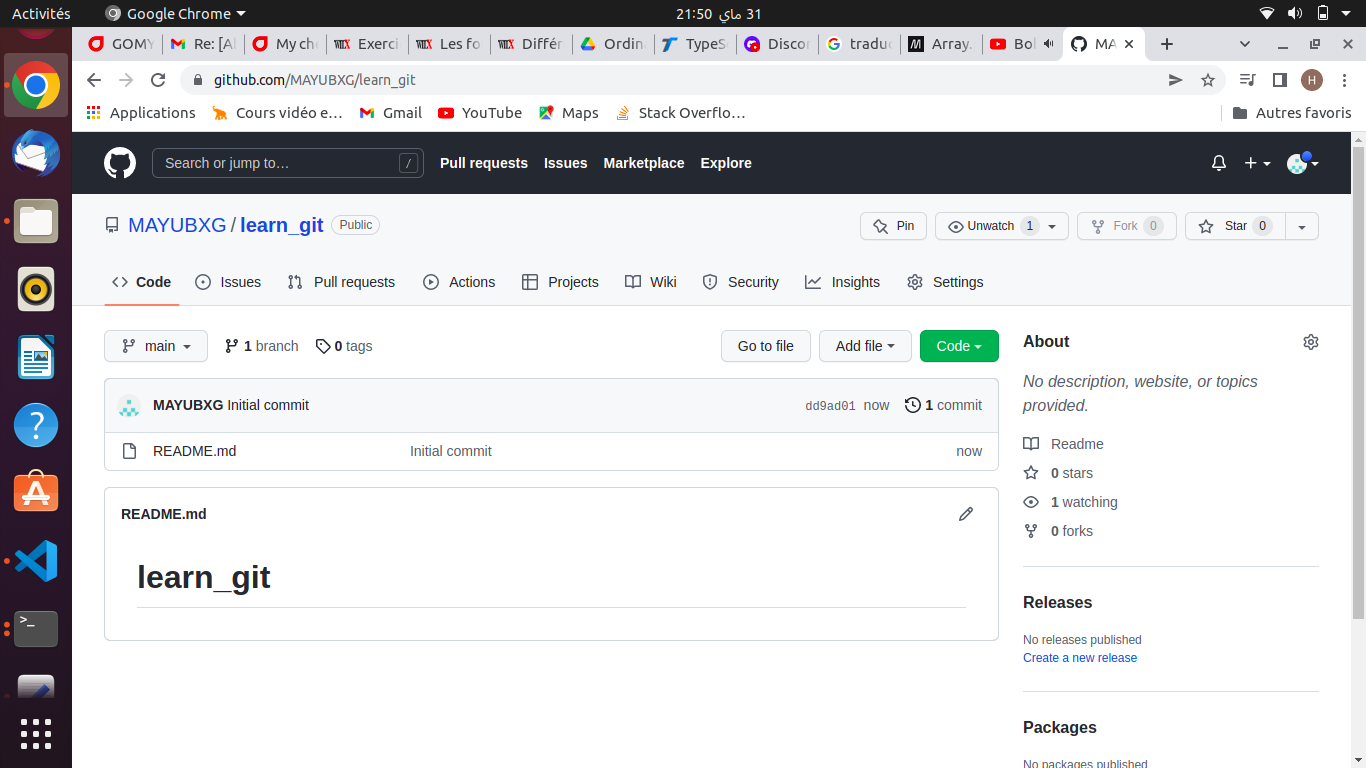 Activités Google Chrome 21:50 31 ماي
GOMY Re: [A My ch Exerci Les fo Différ Ordin TypeS Discor traduc Array. Bo MA
github.com/MAYUBXG/learn_git H
Applications Cours vidéo e… Gmail YouTube Maps Stack Overflo… Autres favoris
Search or jump to… / Pull requests Issues Marketplace Explore
MAYUBXG / learn_git Public Pin Unwatch 1 Fork 0 Star 0
Code Issues Pull requests Actions Projects Wiki Security Insights Settings
main 1 branch 0 tags Go to file Add file Code
About
No description, website, or topics
provided.
MAYUBXG Initial commit dd9ad01 now 1 commit
README.md Initial commit now
Readme
0 stars
1 watching
0 forks
README.md
learn_git
Releases
No releases published
Create a new release
Packages
No packages published